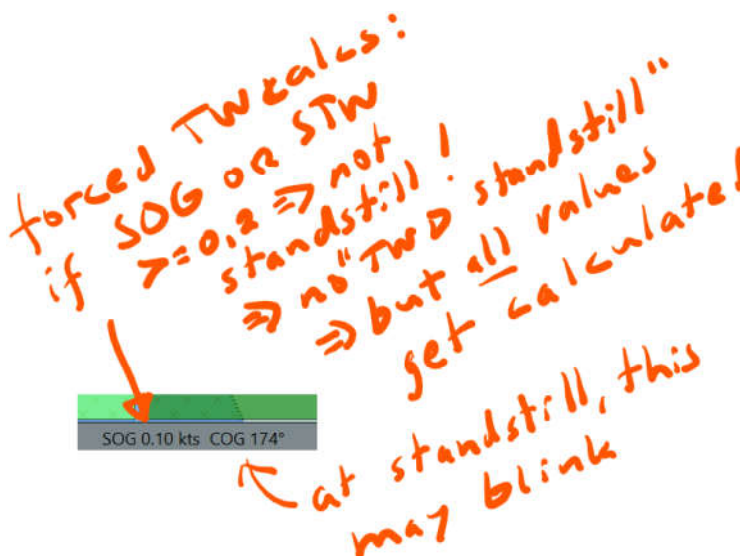 forced TWcalcs:
if SOG OR STW
>=0.2 => not
standstill!
=> no "TWD standstill"
=> but all values
get calculated
SOG 0.10 kts COG 174°
at standstill, this
may blink